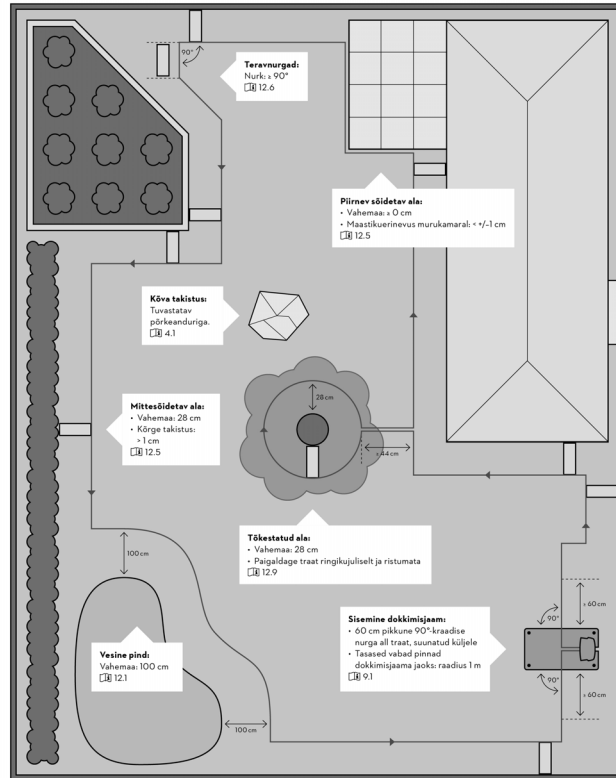 90°
Teravnurgad:
Nurk: ≥ 90°
12.6
Piirnev sõidetav ala:
• Vahemaa: ≥ 0 cm
• Maastikuerinevus murukamaral: < +/–1 cm
12.5
Kõva takistus:
Tuvastatav
põrkeanduriga.
4.1
28 cm
Mittesõidetav ala:
• Vahemaa: 28 cm
• Kõrge takistus:
> 1 cm
12.5
≥ 44 cm
Tõkestatud ala:
• Vahemaa: 28 cm
• Paigaldage traat ringikujuliselt ja ristumata
12.9
100 cm
Sisemine dokkimisjaam:
• 60 cm pikkune 90°-kraadise
nurga all traat, suunatud küljele
• Tasased vabad pinnad
dokkimisjaama jaoks: raadius 1 m
9.1
≥ 60 cm
90°
90°
≥ 60 cm
Vesine pind:
Vahemaa: 100 cm
12.1
100 cm